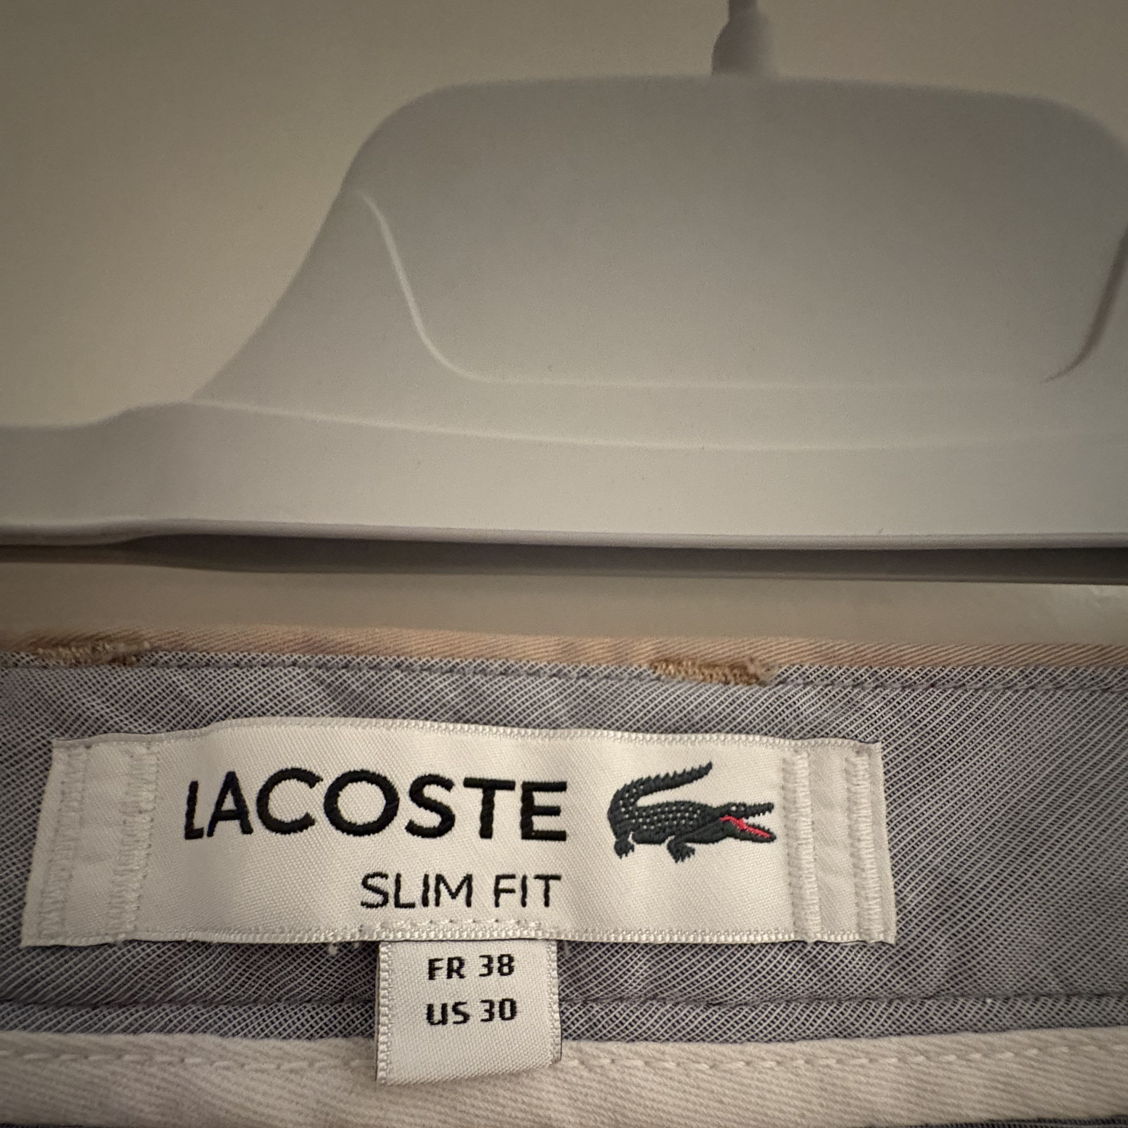 LACOSTE
SLIM FIT
FR 38
US 30